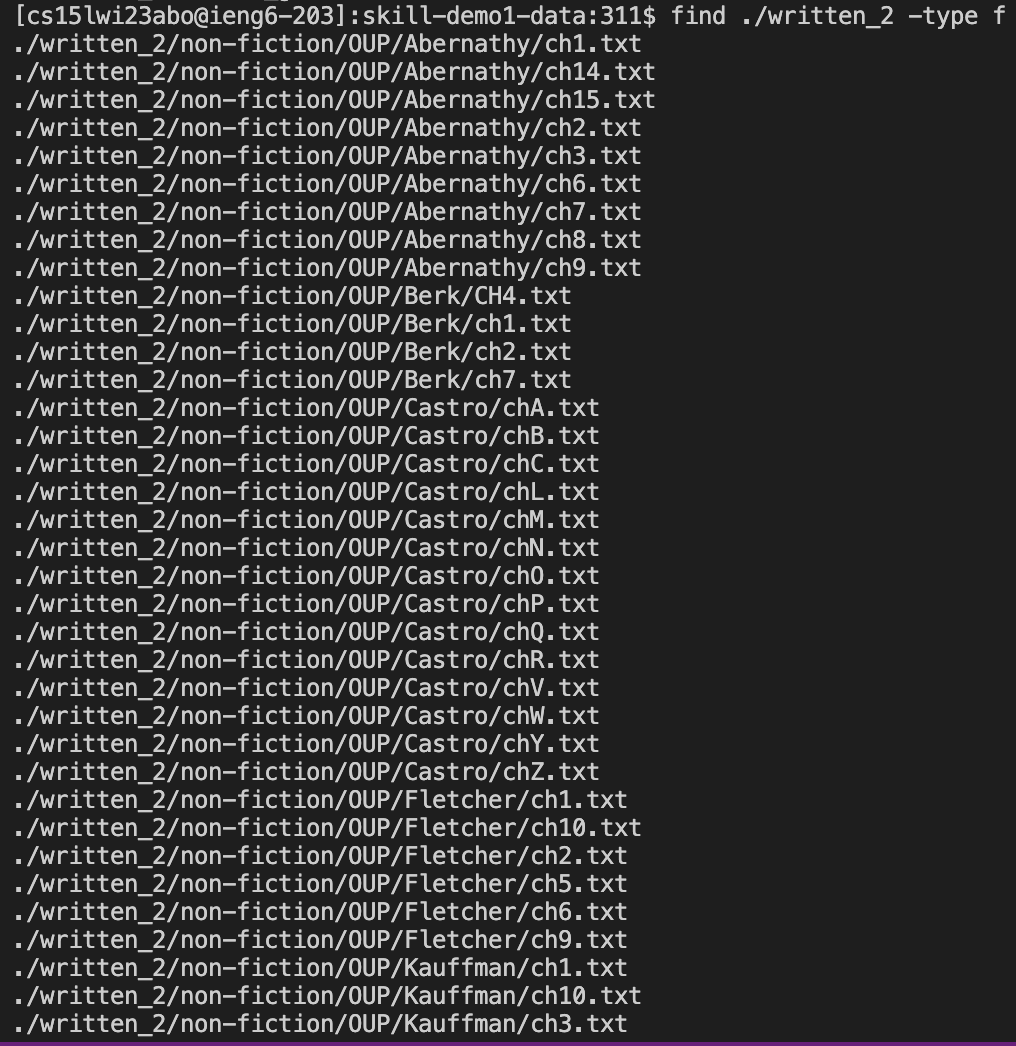 [cs15lwi23abo@ieng6-203]:skill-demo1-data:311$ find ./written_2 -type f
./written_2/non-fiction/OUP/Abernathy/ch1.txt
./written_2/non-fiction/OUP/Abernathy/ch14.txt
./written_2/non-fiction/OUP/Abernathy/ch15.txt
./written_2/non-fiction/OUP/Abernathy/ch2.txt
./written_2/non-fiction/OUP/Abernathy/ch3.txt
./written_2/non-fiction/OUP/Abernathy/ch6.txt
./written_2/non-fiction/OUP/Abernathy/ch7.txt
./written_2/non-fiction/OUP/Abernathy/ch8.txt
./written_2/non-fiction/OUP/Abernathy/ch9.txt
./written_2/non-fiction/OUP/Berk/CH4.txt
./written_2/non-fiction/OUP/Berk/ch1.txt
./written_2/non-fiction/OUP/Berk/ch2.txt
./written_2/non-fiction/OUP/Berk/ch7.txt
./written_2/non-fiction/OUP/Castro/chA.txt
./written_2/non-fiction/OUP/Castro/chB.txt
./written_2/non-fiction/OUP/Castro/chC.txt
./written_2/non-fiction/OUP/Castro/chL.txt
./written_2/non-fiction/OUP/Castro/chM.txt
./written_2/non-fiction/OUP/Castro/chN.txt
./written_2/non-fiction/OUP/Castro/chO.txt
./written_2/non-fiction/OUP/Castro/chP.txt
./written_2/non-fiction/OUP/Castro/chQ.txt
./written_2/non-fiction/OUP/Castro/chR.txt
./written_2/non-fiction/OUP/Castro/chV.txt
./written_2/non-fiction/OUP/Castro/chW.txt
./written_2/non-fiction/OUP/Castro/chY.txt
./written_2/non-fiction/OUP/Castro/chZ.txt
./written_2/non-fiction/OUP/Fletcher/ch1.txt
./written_2/non-fiction/OUP/Fletcher/ch10.txt
./written_2/non-fiction/OUP/Fletcher/ch2.txt
./written_2/non-fiction/OUP/Fletcher/ch5.txt
./written_2/non-fiction/OUP/Fletcher/ch6.txt
./written_2/non-fiction/OUP/Fletcher/ch9.txt
./written_2/non-fiction/OUP/Kauffman/ch1.txt
./written_2/non-fiction/OUP/Kauffman/ch10.txt
./written_2/non-fiction/OUP/Kauffman/ch3.txt